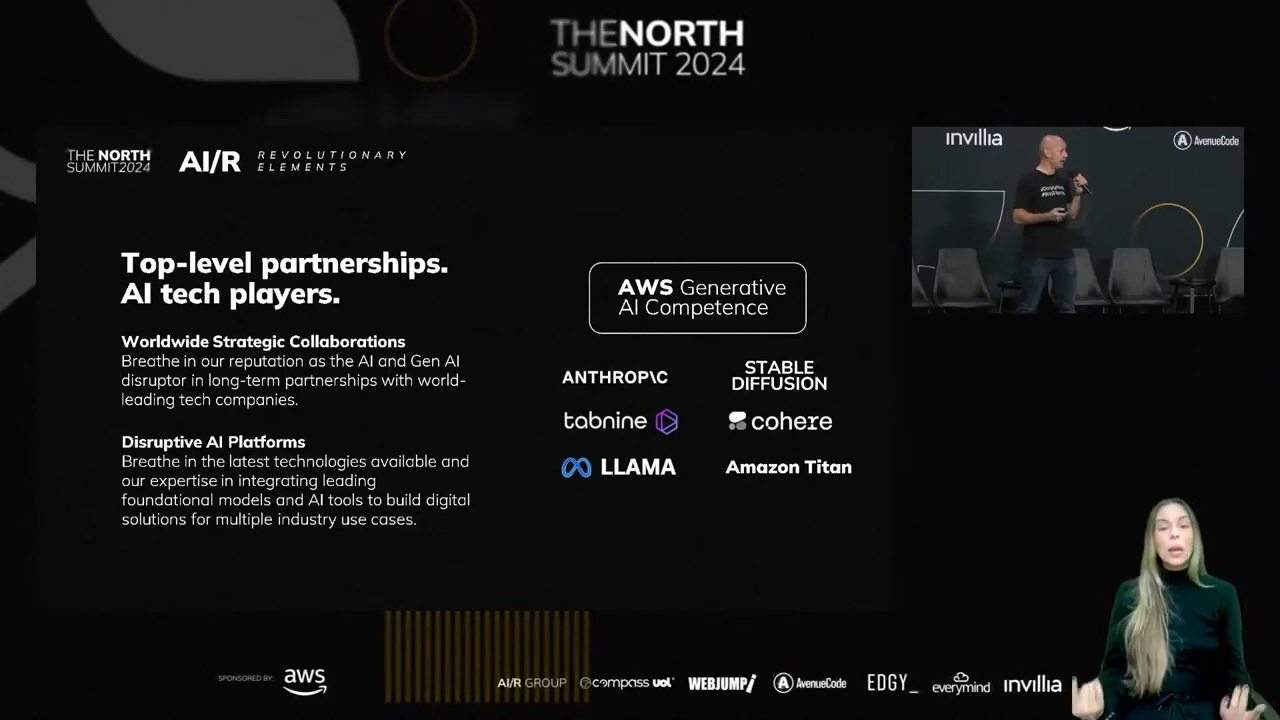 THENORTH
SUMMIT 2024
THE NORTH
SUMMIT2024
AI/R
REVOLUTIONARY
ELEMENTS
Top-level partnerships.
AI tech players.
Worldwide Strategic Collaborations
Breathe in our reputation as the AI and Gen AI
disruptor in long-term partnerships with world-
leading tech companies.
Disruptive AI Platforms
Breathe in the latest technologies available and
our expertise in integrating leading
foundational models and AI tools to build digital
solutions for multiple industry use cases.
AWS Generative
AI Competence
ANTHROP\C
STABLE
DIFFUSION
tabnine
cohere
LLAMA
Amazon Titan
invillia
AvenueCode
SPONSORED BY:
aws
AI/R GROUP
compass uol
WEBJUMP
AvenueCode
EDGY_
everymind
invillia